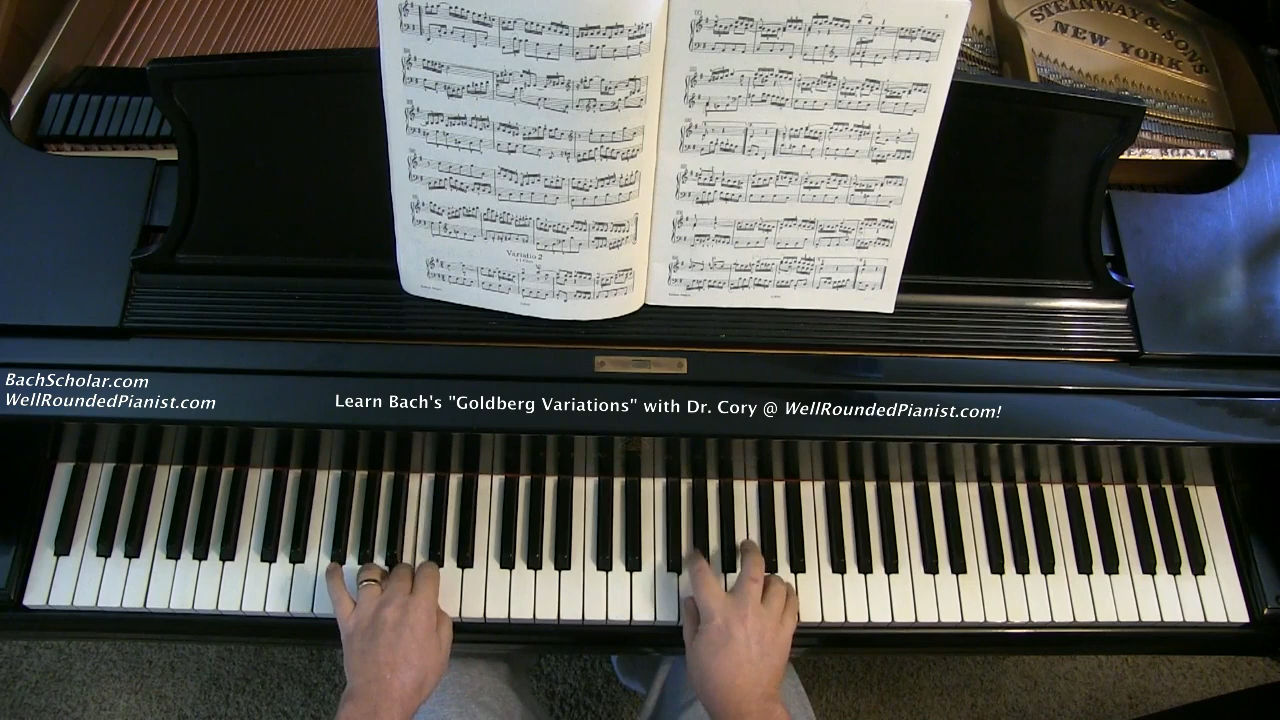 STEINWAY & SONS
NEW YORK
Variatio 2
BachScholar.com
WellRoundedPianist.com
Learn Bach's "Goldberg Variations" with Dr. Cory @ WellRoundedPianist.com!